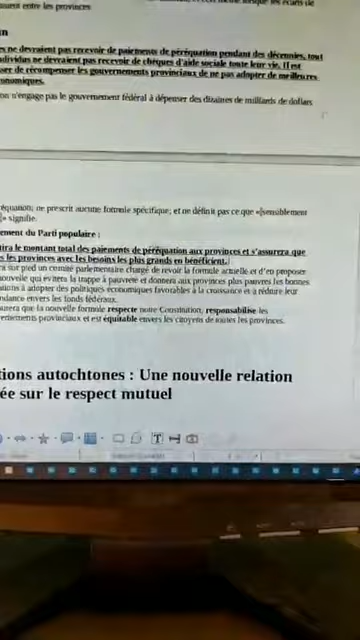 entre les provinces
ne devraient pas recevoir de paiements de péréquation pendant des décennies, tout
individus ne devraient pas recevoir de chèques d'aide sociale toute leur vie. Il est
de récompenser les gouvernements provinciaux de ne pas adopter de meilleures
n'engage pas le gouvernement fédéral à dépenser des dizaines de milliards de dollars
ne prescrit aucune formule spécifique; et ne définit pas ce que «[sensiblement
» signifie.
ement du Parti populaire :
le montant total des paiements de péréquation aux provinces et s'assurera que
les provinces avec les besoins les plus grands en bénéficient.
sur pied un comité parlementaire chargé de revoir la formule actuelle et d'en proposer
nouvelle qui évitera la trappe à pauvreté et donnera aux provinces plus pauvres les bonnes
à adopter des politiques économiques favorables à la croissance et à réduire leur
dance envers les fonds fédéraux.
que la nouvelle formule respecte notre Constitution, responsabilise les
provinciaux et est équitable envers les citoyens de toutes les provinces.
tions autochtones : Une nouvelle relation
ée sur le respect mutuel